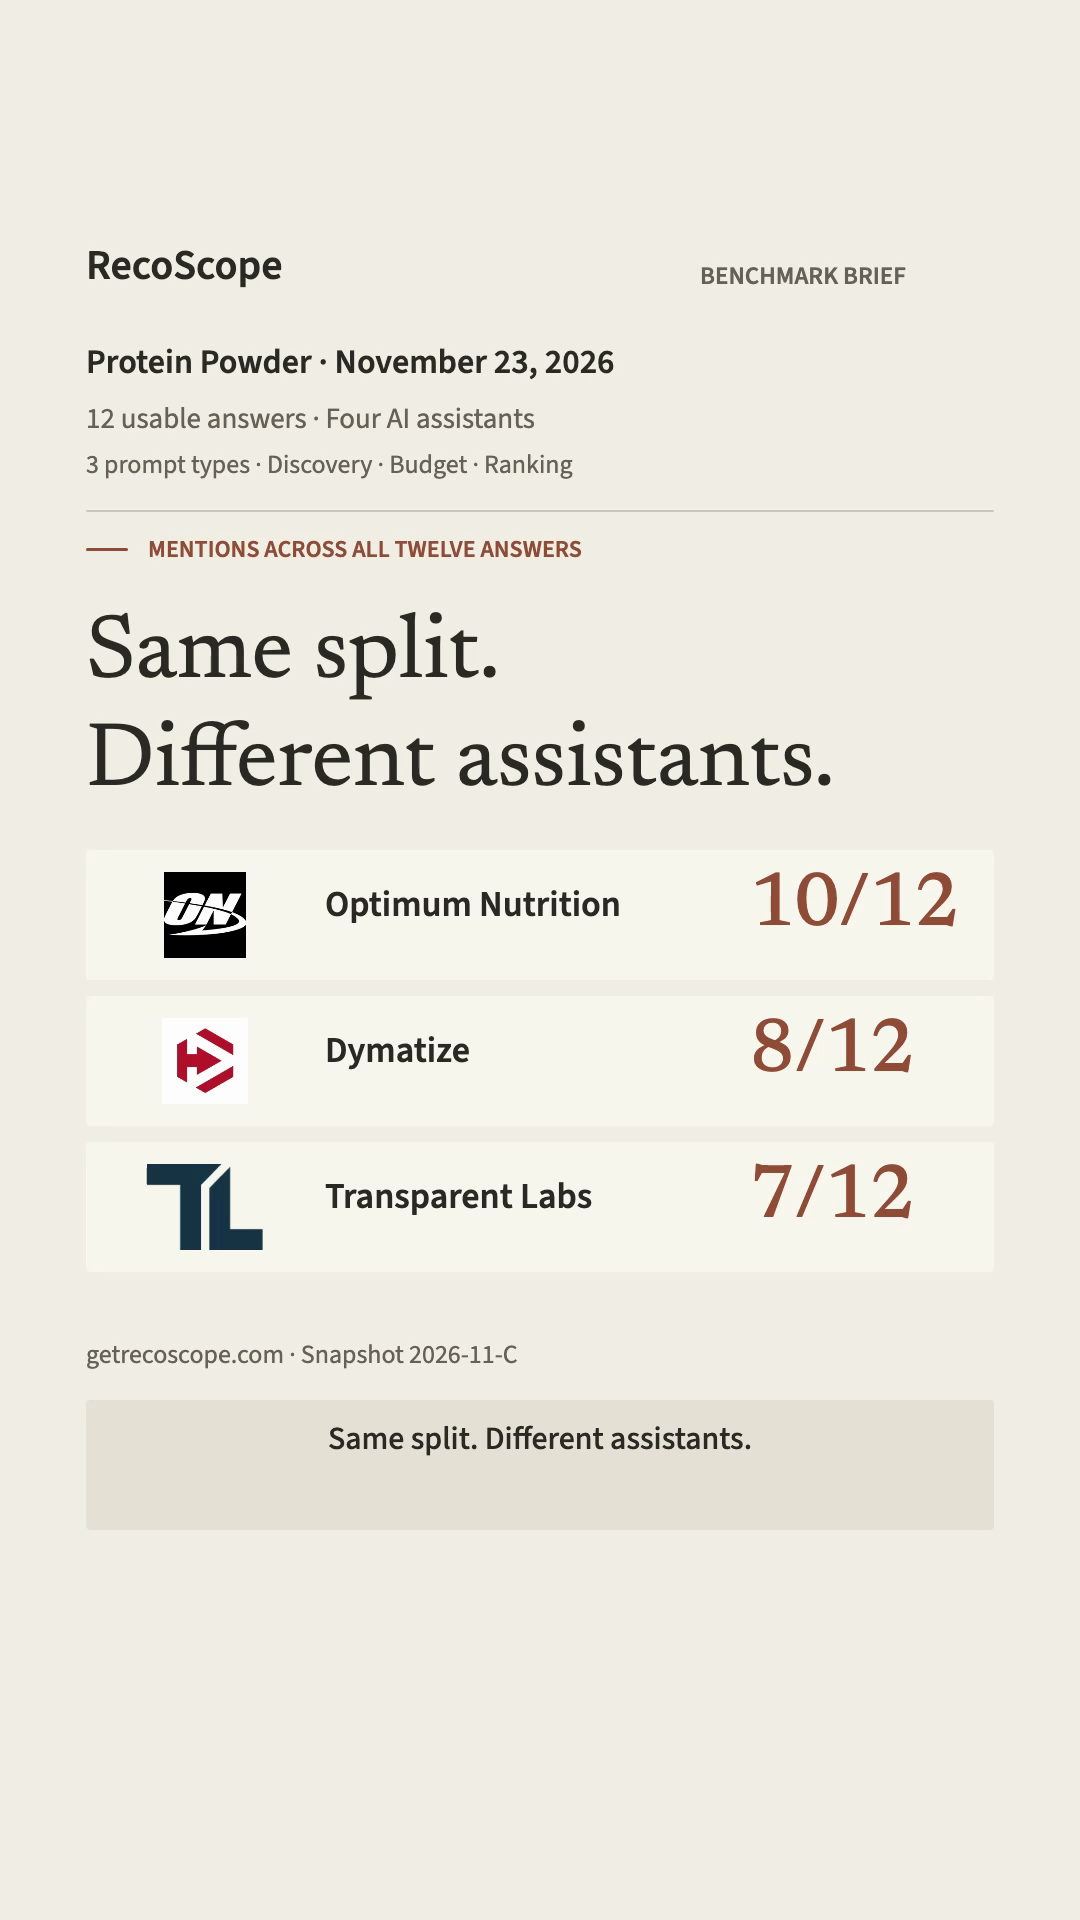 RecoScope
BENCHMARK BRIEF
Protein Powder · November 23, 2026
12 usable answers · Four AI assistants
3 prompt types · Discovery · Budget · Ranking
MENTIONS ACROSS ALL TWELVE ANSWERS
Same split.
Different assistants.
ON
Optimum Nutrition
10/12
Dymatize
8/12
TL
Transparent Labs
7/12
getrecoscope.com · Snapshot 2026-11-C
Same split. Different assistants.